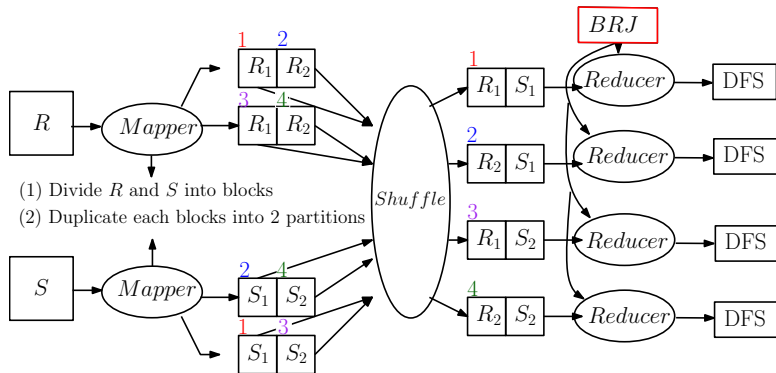 BRJ
1 2
R1 R2
1
R1 S1
Reducer
DFS
R
Mapper
3 4
R1 R2
2
R2 S1
Reducer
DFS
(1) Divide R and S into blocks
(2) Duplicate each blocks into 2 partitions
Shuffle
3
R1 S2
Reducer
DFS
S
Mapper
2 4
S1 S2
4
R2 S2
Reducer
DFS
1 3
S1 S2